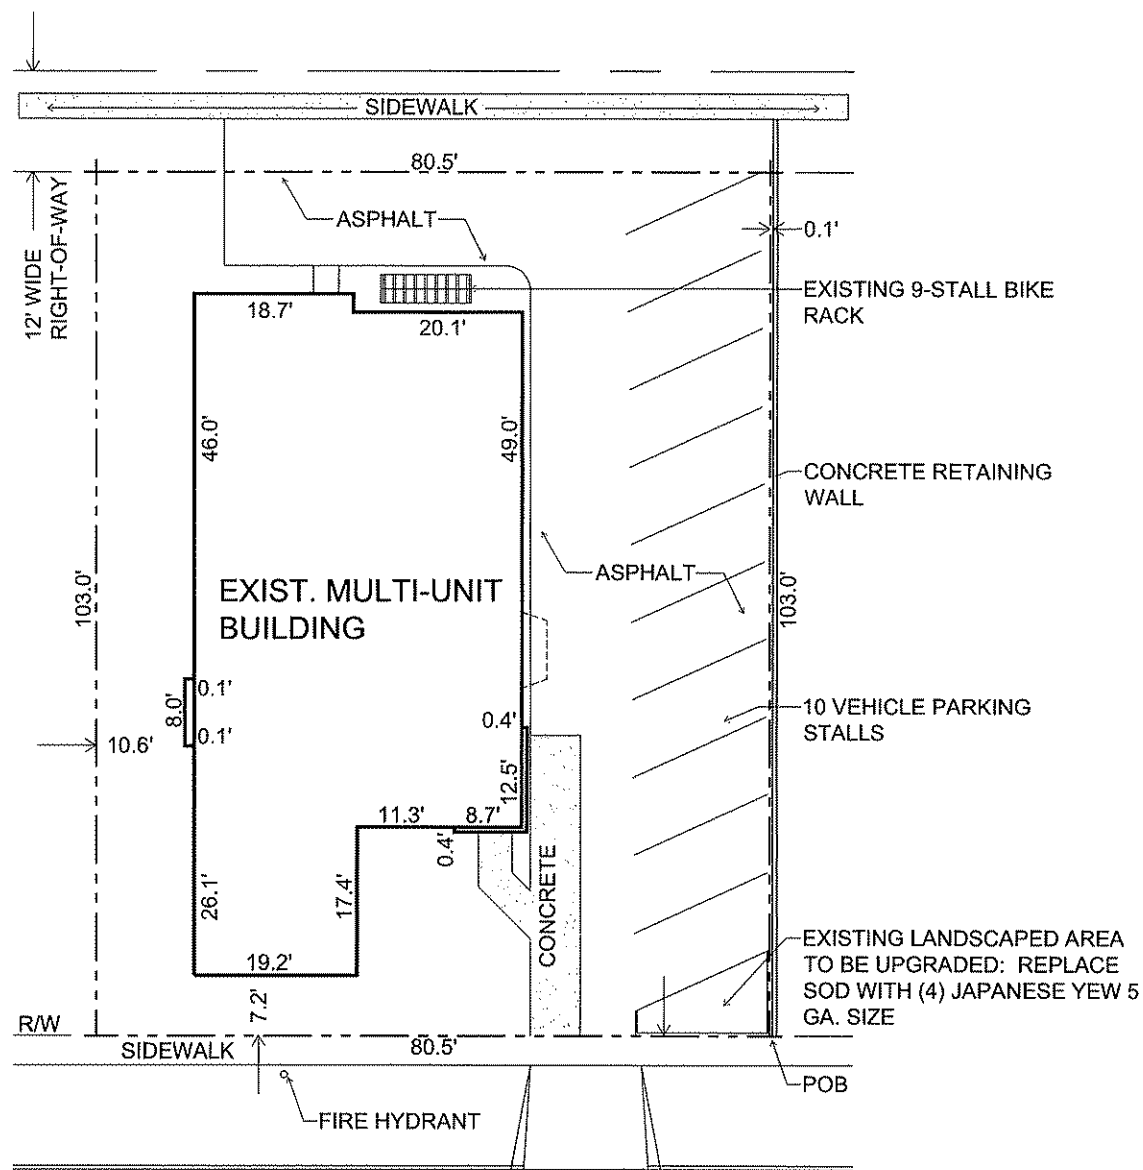 SIDEWALK
80.5'
12' WIDE
RIGHT-OF-WAY
ASPHALT
0.1'
EXISTING 9-STALL BIKE
RACK
18.7'
20.1'
46.0'
49.0'
CONCRETE RETAINING
WALL
103.0'
EXIST. MULTI-UNIT
BUILDING
ASPHALT
103.0'
0.1'
8.0'
0.1'
10.6'
0.4'
10 VEHICLE PARKING
STALLS
12.5'
11.3'
8.7'
0.4'
26.1'
17.4'
CONCRETE
19.2'
7.2'
EXISTING LANDSCAPED AREA
TO BE UPGRADED: REPLACE
SOD WITH (4) JAPANESE YEW 5
GA. SIZE
R/W
SIDEWALK
80.5'
POB
FIRE HYDRANT